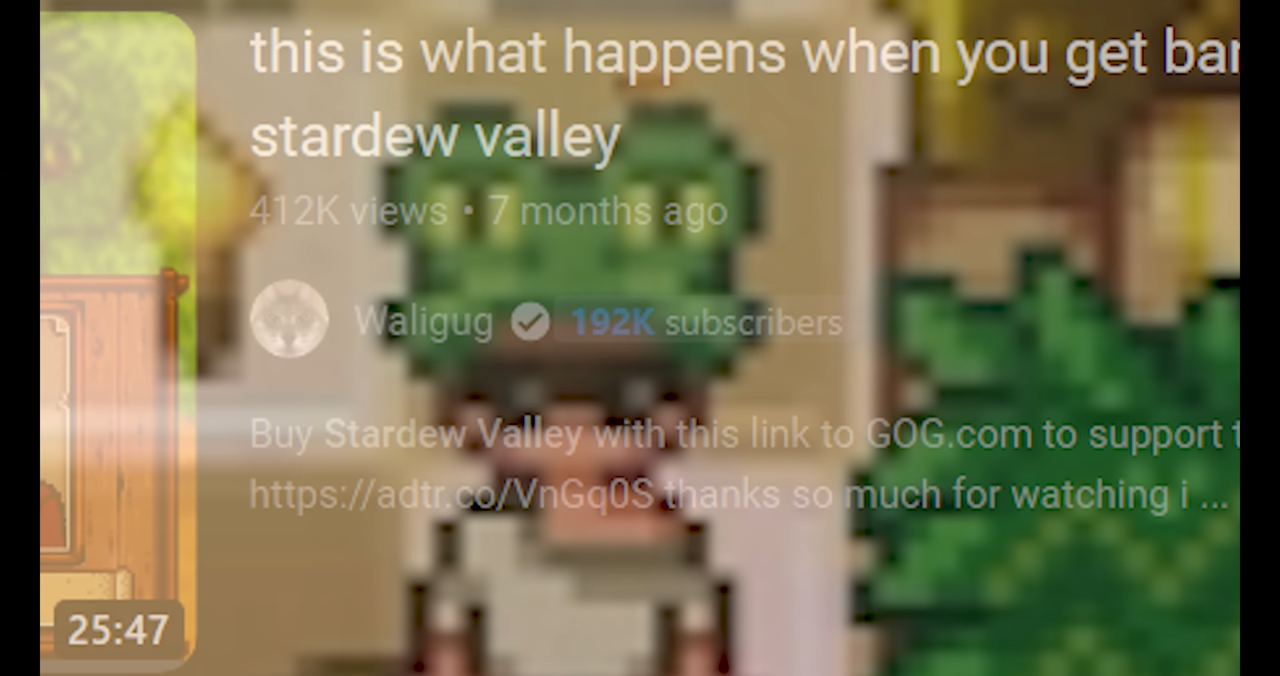 this is what happens when you get
stardew valley
412K views • 7 months ago
Waligug 192K subscribers
Buy Stardew Valley with this link to GOG.com to support
https://adtr.co/VnGq0S thanks so much for watching i ...
25:47